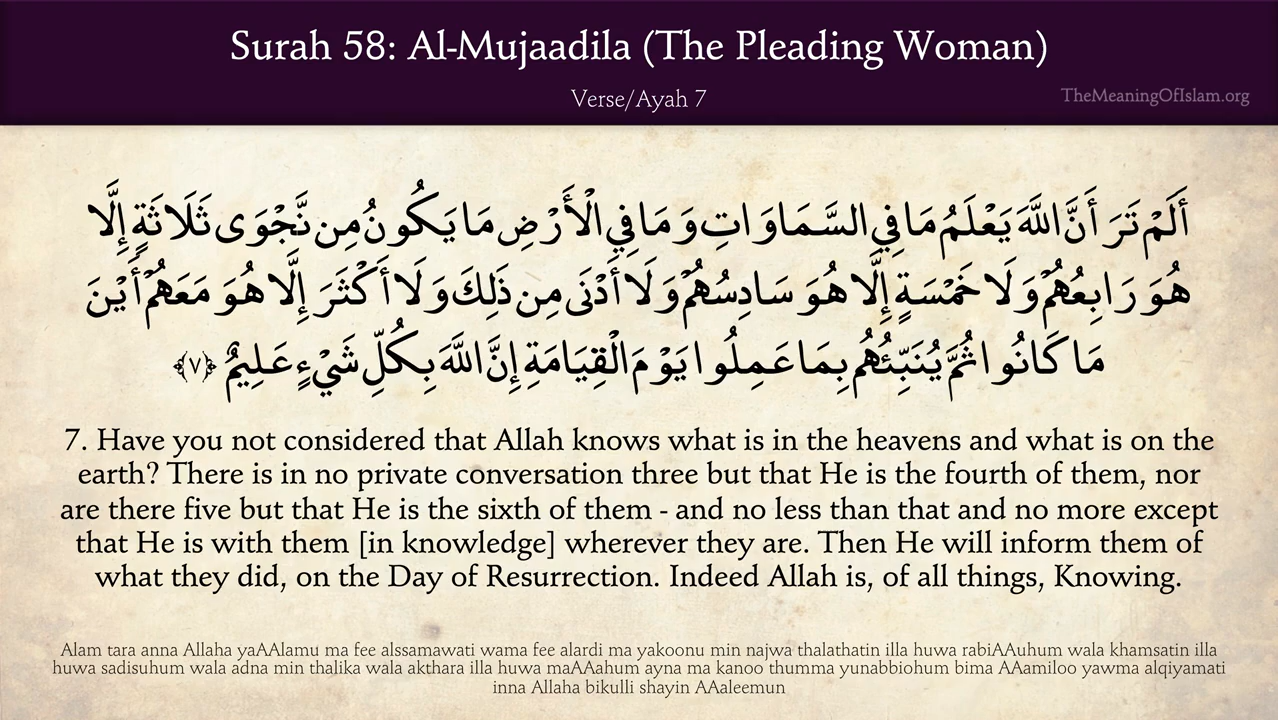 Surah 58: Al-Mujaadila (The Pleading Woman)
Verse/Ayah 7
TheMeaningOfIslam.org
أَلَمْ تَرَ أَنَّ اللَّهَ يَعْلَمُ مَا فِي السَّمَاوَاتِ وَمَا فِي الْأَرْضِ مَا يَكُونُ مِن نَّجْوَى ثَلَاثَةٍ إِلَّا
هُوَ رَابِعُهُمْ وَلَا خَمْسَةٍ إِلَّا هُوَ سَادِسُهُمْ وَلَا أَدْنَى مِن ذَلِكَ وَلَا أَكْثَرَ إِلَّا هُوَ مَعَهُمْ أَيْنَ
مَا كَانُوا ثُمَّ يُنَبِّئُهُم بِمَا عَمِلُوا يَوْمَ الْقِيَامَةِ إِنَّ اللَّهَ بِكُلِّ شَيْءٍ عَلِيمٌ ﴿٧﴾
7. Have you not considered that Allah knows what is in the heavens and what is on the
earth? There is in no private conversation three but that He is the fourth of them, nor
are there five but that He is the sixth of them - and no less than that and no more except
that He is with them [in knowledge] wherever they are. Then He will inform them of
what they did, on the Day of Resurrection. Indeed Allah is, of all things, Knowing.
Alam tara anna Allaha yaAAlamu ma fee alssamawati wama fee alardi ma yakoonu min najwa thalathatin illa huwa rabiAAuhum wala khamsatin illa
huwa sadisuhum wala adna min thalika wala akthara illa huwa maAAahum ayna ma kanoo thumma yunabbiohum bima AAamiloo yawma alqiyamati
inna Allaha bikulli shayin AAaleemun